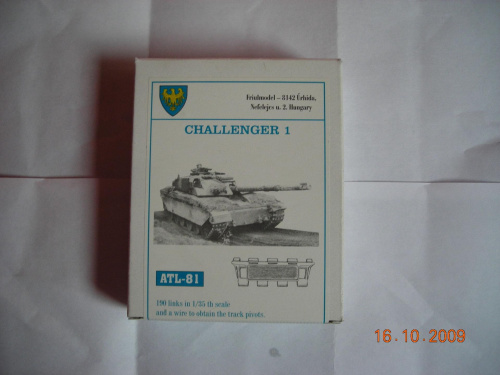 Friulmodel – 8142 Úrhida,
Nefelejcs u. 2. Hungary
CHALLENGER 1
ATL-81
190 links in 1/35 th scale
and a wire to obtain the track pivots.
16.10.2009